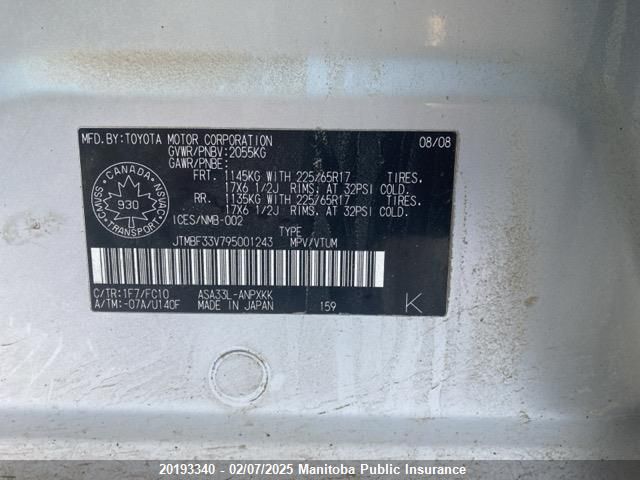 MFD.BY:TOYOTA MOTOR CORPORATION 08/08
GVWR/PNBV:2055KG
GAWR/PNBE:
FRT. 1145KG WITH 225/65R17 TIRES.
17X6 1/2J RIMS. AT 32PSI COLD.
RR. 1135KG WITH 225/65R17 TIRES.
17X6 1/2J RIMS. AT 32PSI COLD.
ICES/NMB-002
CANADA
CMVSS NSVAC
930
TRANSPORT
TYPE
JTMBF33V795001243 MPV/VTUM
C/TR:1F7/FC10 ASA33L-ANPXKK
A/TM:-07A/U140F MADE IN JAPAN 159 K
20193340 - 02/07/2025 Manitoba Public Insurance